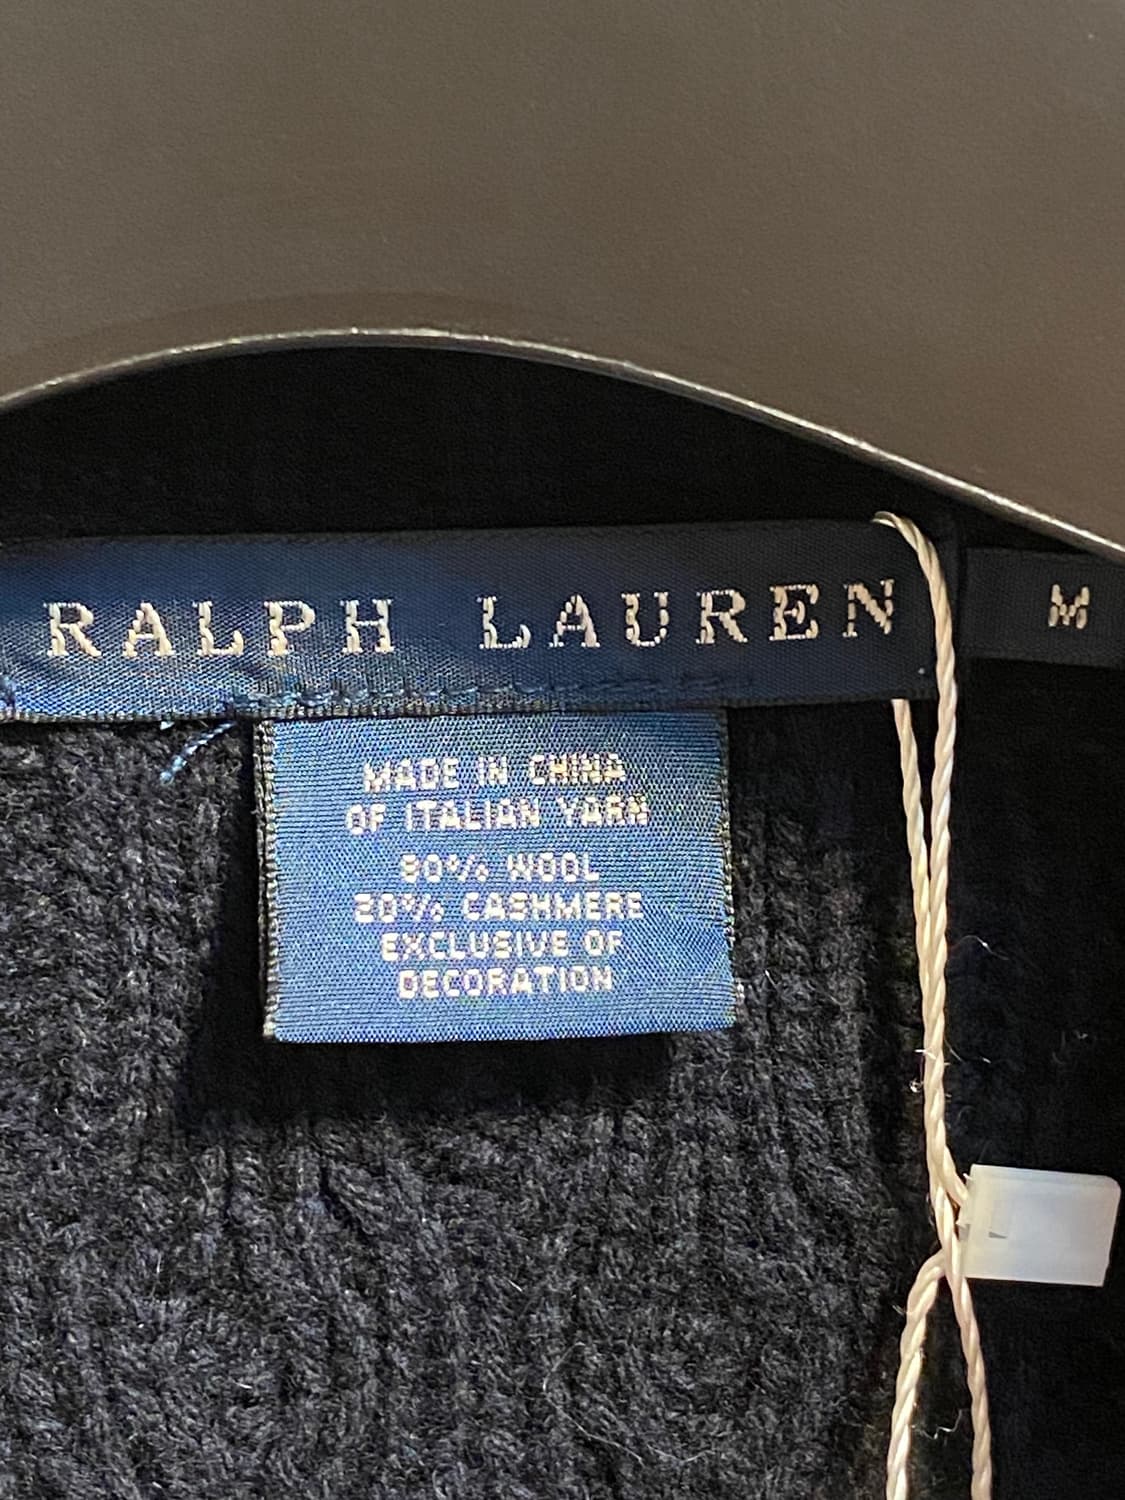 RALPH LAUREN M
MADE IN CHINA
OF ITALIAN YARN
80% WOOL
20% CASHMERE
EXCLUSIVE OF
DECORATION